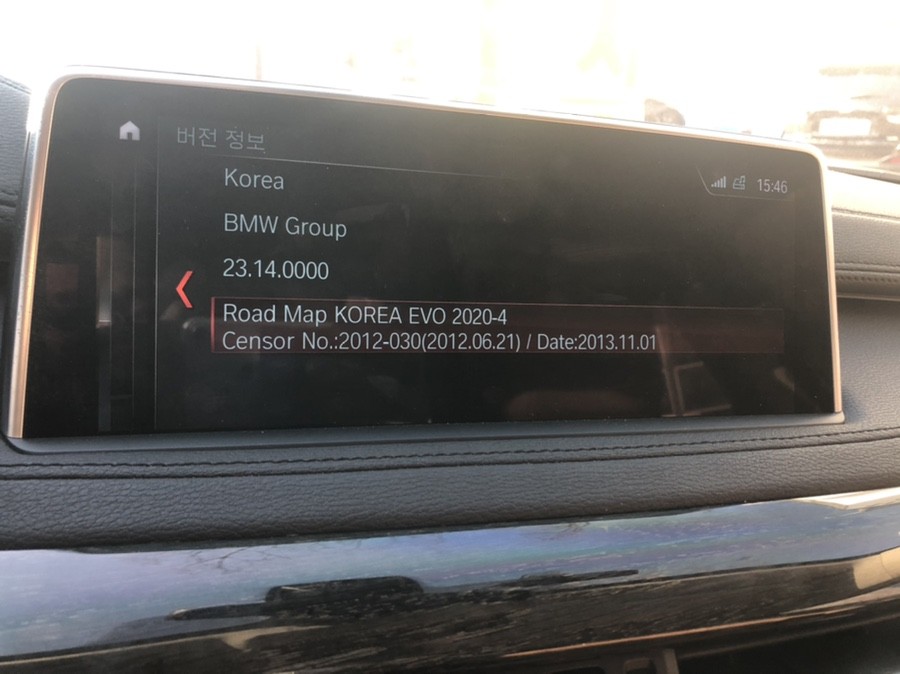 버전 정보
15:46
Korea
BMW Group
23.14.0000
Road Map KOREA EVO 2020-4
Censor No.:2012-030(2012.06.21) / Date:2013.11.01